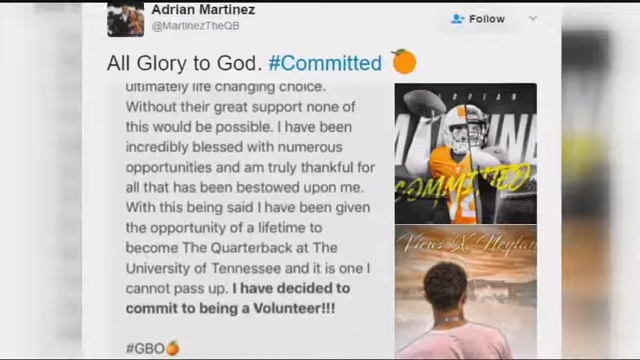 Adrian Martinez
@MartinezTheQB
Follow
All Glory to God. #Committed
ultimately life changing choice.
Without their great support none of
this would be possible. I have been
incredibly blessed with numerous
opportunities and am truly thankful for
all that has been bestowed upon me.
With this being said I have been given
the opportunity of a lifetime to
become The Quarterback at The
University of Tennessee and it is one I
cannot pass up. I have decided to
commit to being a Volunteer!!!
#GBO
COMMITTED
Views X Neyland